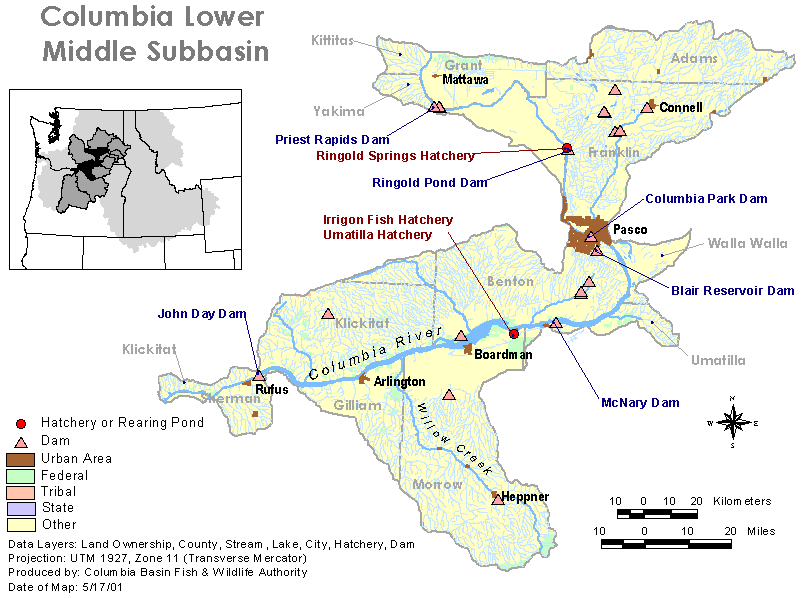 Columbia Lower
Middle Subbasin
Kittitas
Grant
Adams
Mattawa
Yakima
Connell
Priest Rapids Dam
Ringold Springs Hatchery
Franklin
Ringold Pond Dam
Columbia Park Dam
Irrigon Fish Hatchery
Umatilla Hatchery
Pasco
Walla Walla
Benton
Blair Reservoir Dam
John Day Dam
Klickitat
Columbia River
Klickitat
Boardman
Umatilla
Arlington
Rufus
Sherman
Gilliam
McNary Dam
Willow Creek
Morrow
Heppner
N
W E
S
Hatchery or Rearing Pond
Dam
Urban Area
Federal
Tribal
State
Other
10 0 10 20 Kilometers
10 0 10 20 Miles
Data Layers: Land Ownership, County, Stream, Lake, City, Hatchery, Dam
Projection: UTM 1927, Zone 11 (Transverse Mercator)
Produced by: Columbia Basin Fish & Wildlife Authority
Date of Map: 5/17/01